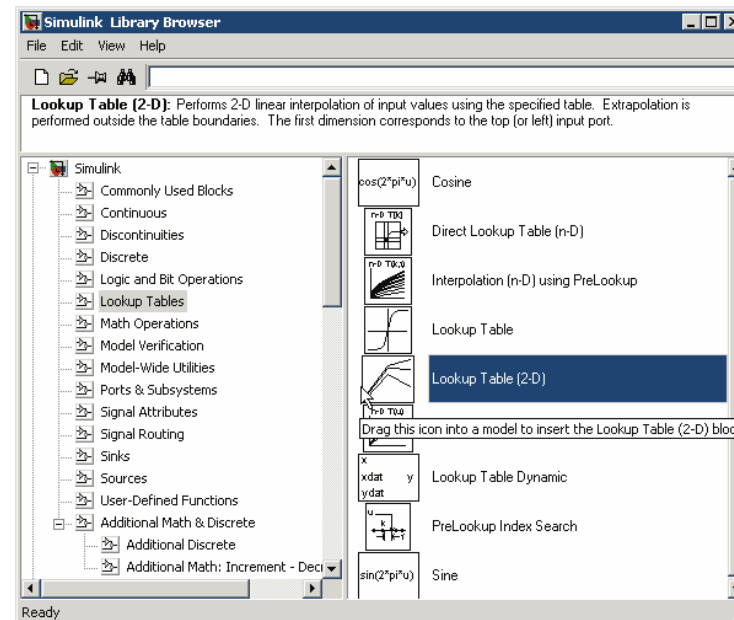 Simulink Library Browser
File Edit View Help
Lookup Table (2-D): Performs 2-D linear interpolation of input values using the specified table. Extrapolation is
performed outside the table boundaries. The first dimension corresponds to the top (or left) input port.
Simulink
Commonly Used Blocks
Continuous
Discontinuities
Discrete
Logic and Bit Operations
Lookup Tables
Math Operations
Model Verification
Model-Wide Utilities
Ports & Subsystems
Signal Attributes
Signal Routing
Sinks
Sources
User-Defined Functions
Additional Math & Discrete
Additional Discrete
Additional Math: Increment - Decr
cos(2*pi*u) Cosine
n-D T[k]
Direct Lookup Table (n-D)
n-D T(k,f)
Interpolation (n-D) using PreLookup
Lookup Table
Lookup Table (2-D)
n-D T(u)
Drag this icon into a model to insert the Lookup Table (2-D) bloc
x
xdat y
ydat
Lookup Table Dynamic
u
k
PreLookup Index Search
sin(2*pi*u) Sine
Ready